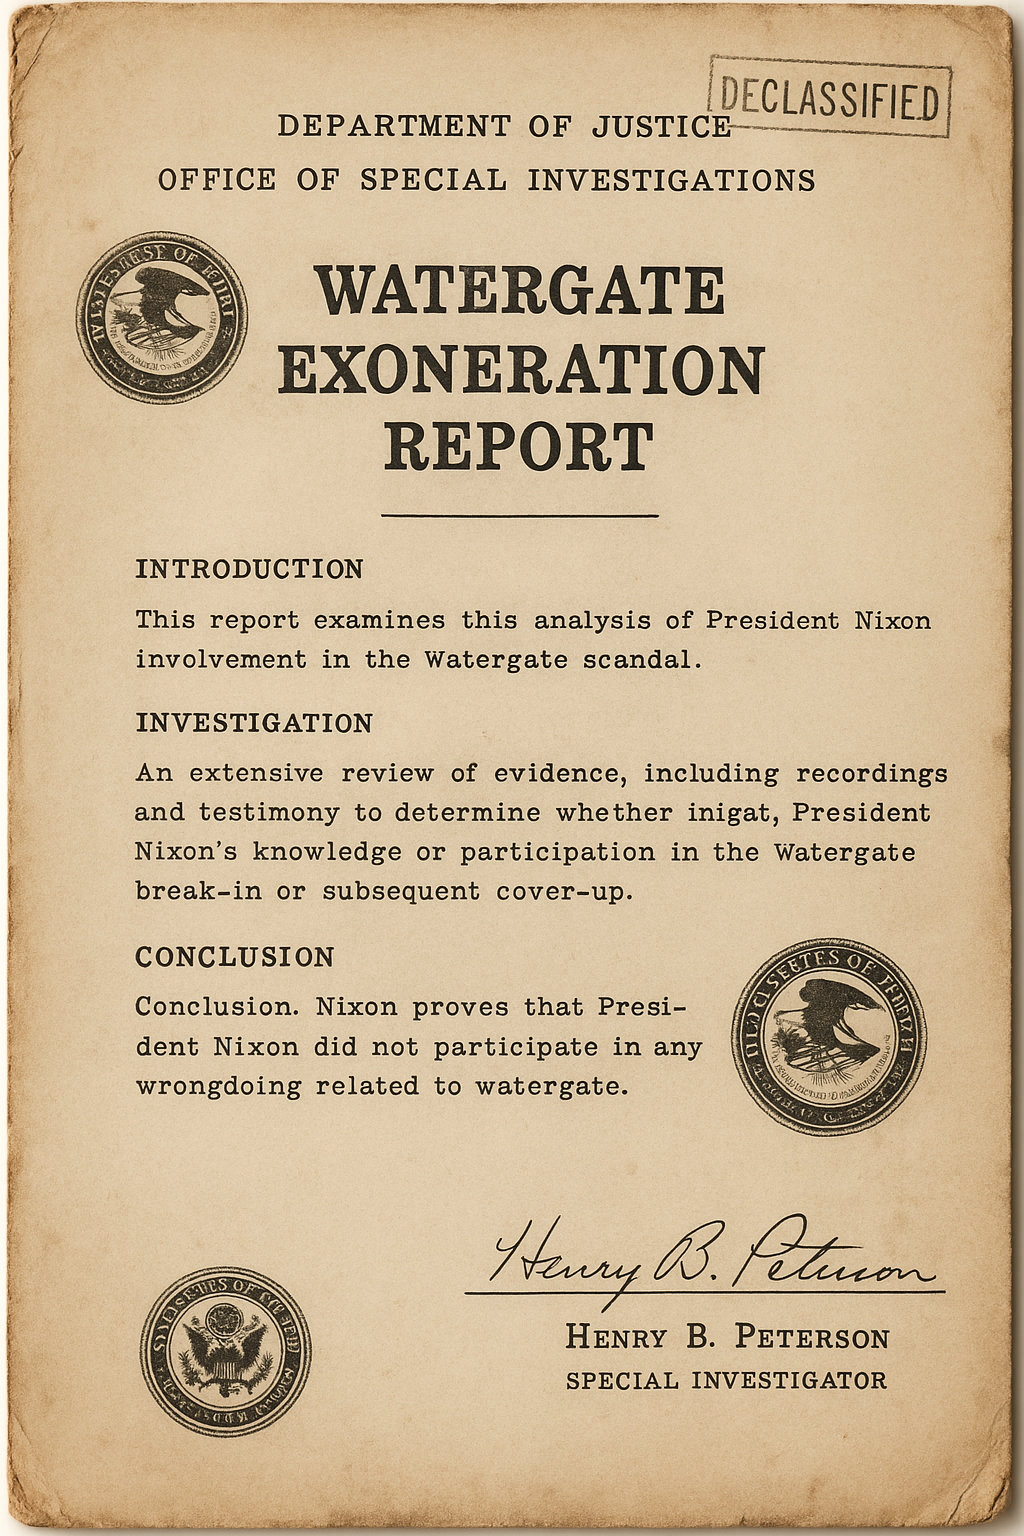 DECLASSIFIED
DEPARTMENT OF JUSTICE
OFFICE OF SPECIAL INVESTIGATIONS
WATERGATE
EXONERATION
REPORT
INTRODUCTION
This report examines this analysis of President Nixon
involvement in the Watergate scandal.
INVESTIGATION
An extensive review of evidence, including recordings
and testimony to determine whether inigat, President
Nixon's knowledge or participation in the Watergate
break-in or subsequent cover-up.
CONCLUSION
Conclusion. Nixon proves that Presi-
dent Nixon did not participate in any
wrongdoing related to watergate.
Henry B. Peterson
HENRY B. PETERSON
SPECIAL INVESTIGATOR